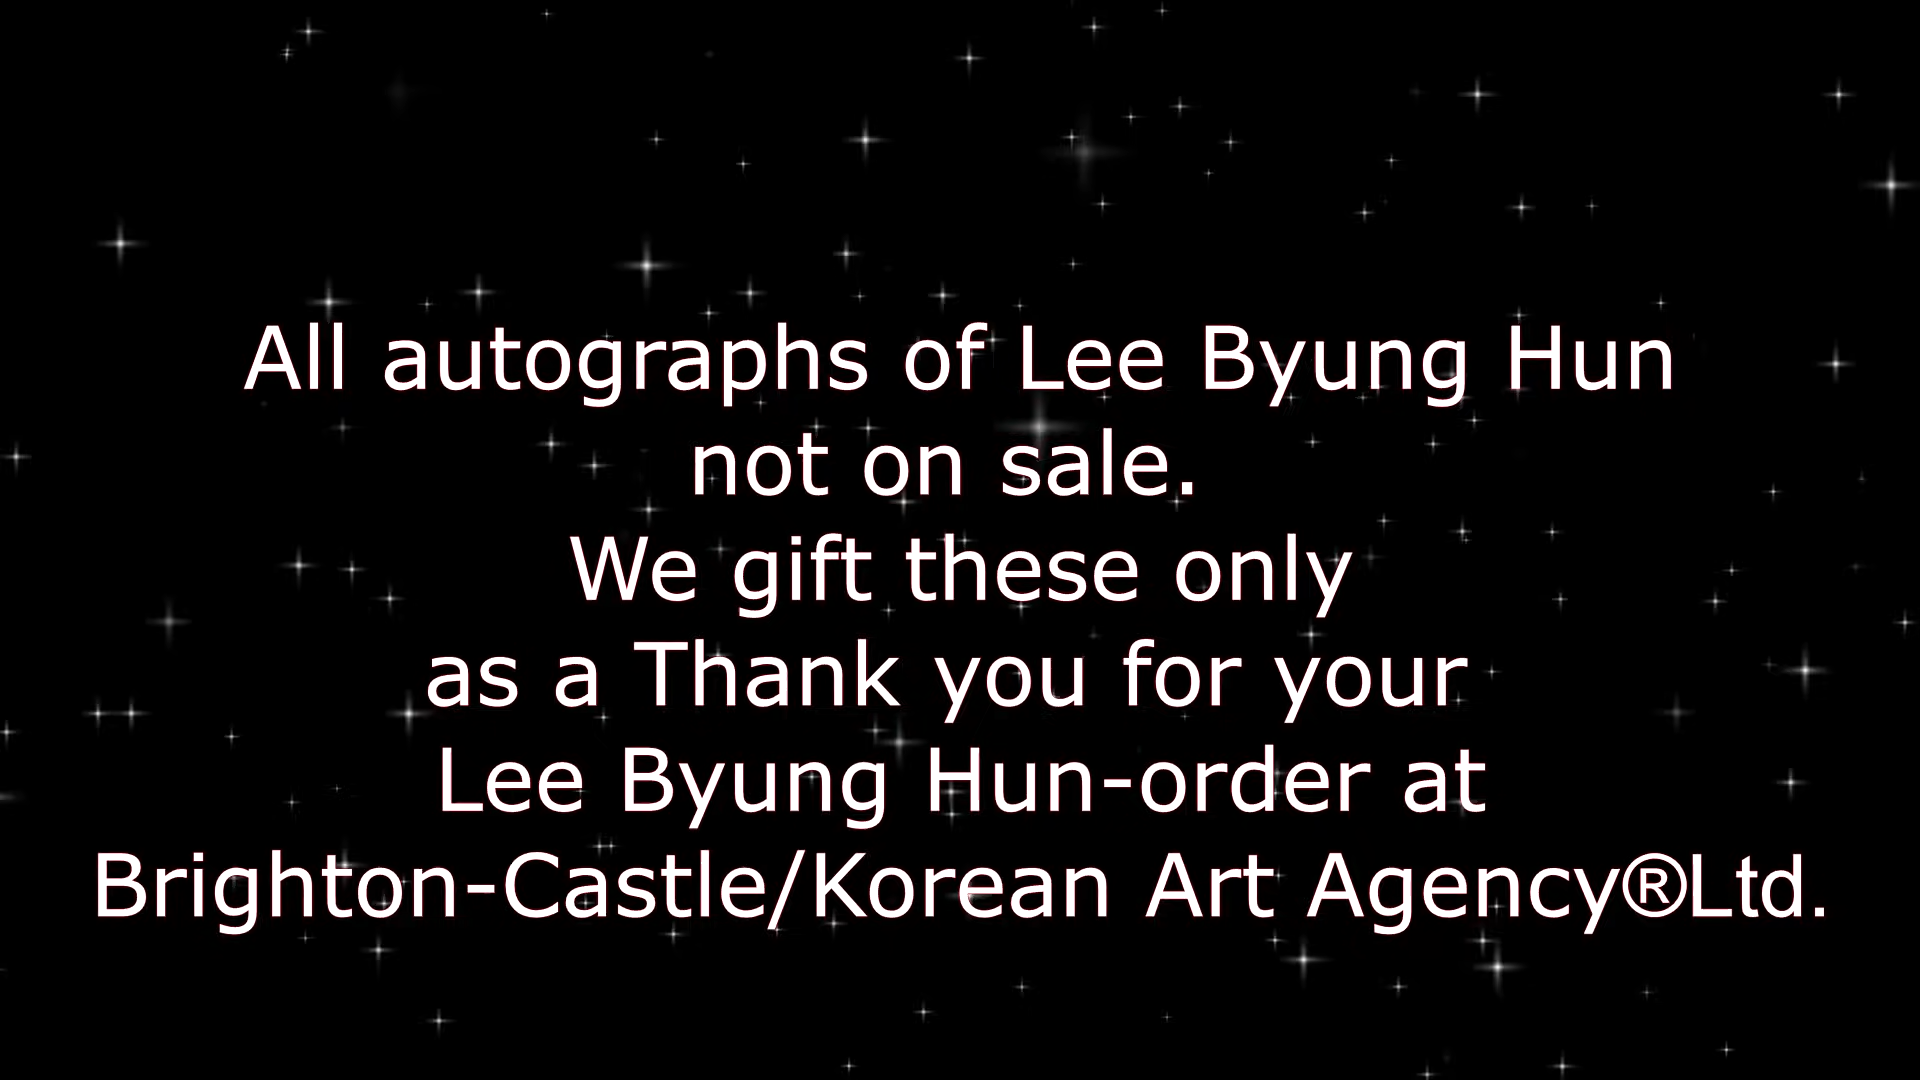 All autographs of Lee Byung Hun
not on sale.
We gift these only
as a Thank you for your
Lee Byung Hun-order at
Brighton-Castle/Korean Art Agency®Ltd.